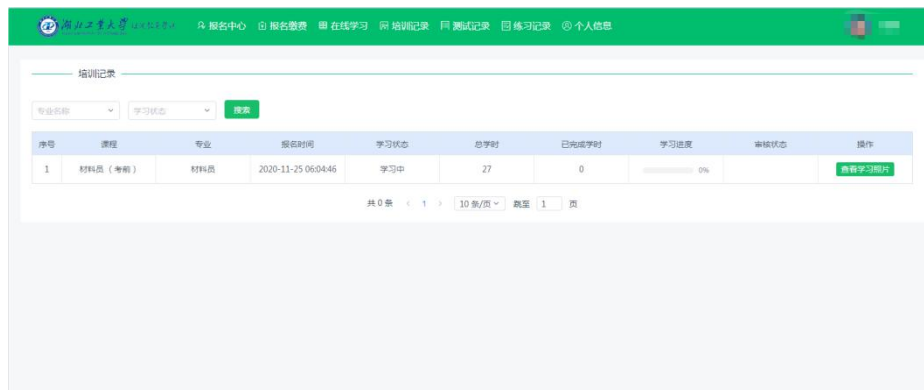 湖北工业大学 报名中心 报名缴费 在线学习 培训记录 测试记录 练习记录 个人信息
培训记录
专业名称 学习状态 搜索
序号 课程 专业 报名时间 学习状态 总学时 已完成学时 学习进度 审核状态 操作
1 材料员（考前） 材料员 2020-11-25 06:04:46 学习中 27 0 0% 查看学习照片
共 0 条 < 1 > 10 条/页 跳至 1 页